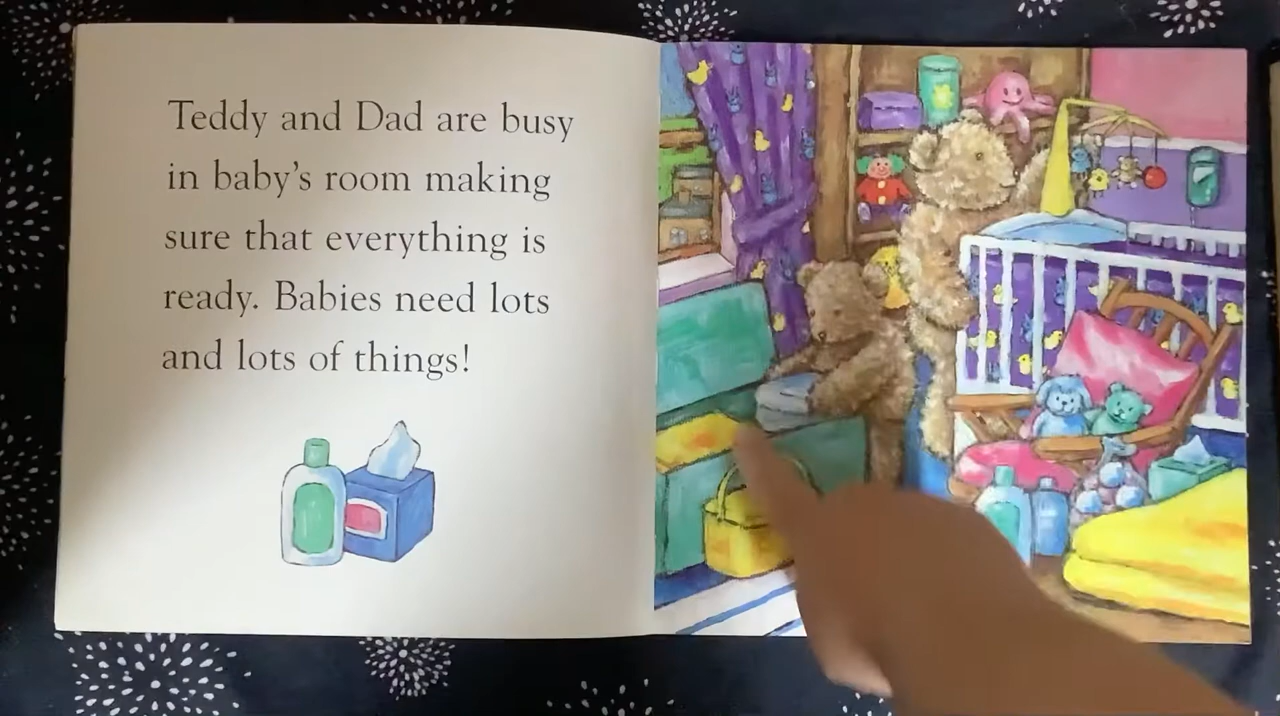 Teddy and Dad are busy
in baby's room making
sure that everything is
ready. Babies need lots
and lots of things!